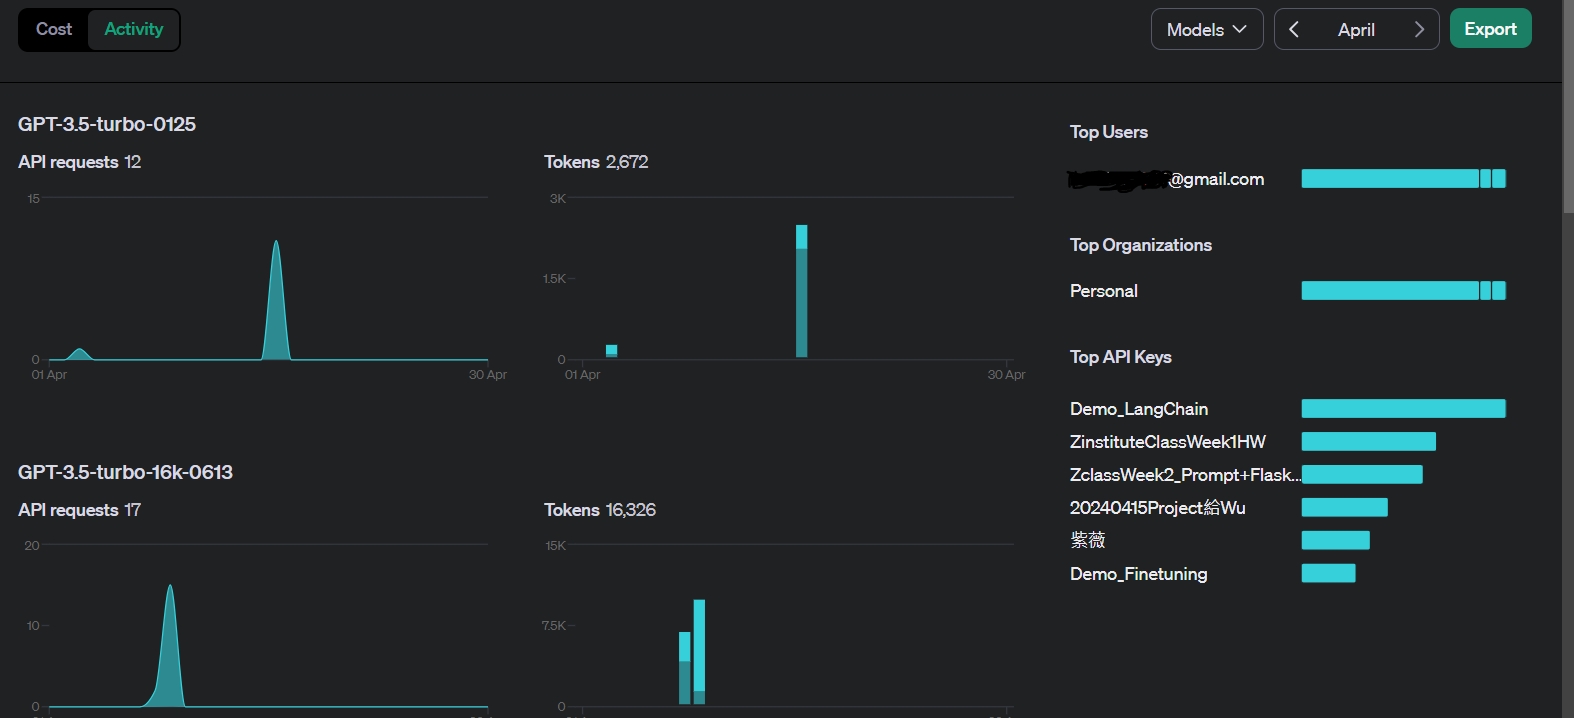 Cost Activity Models April Export
GPT-3.5-turbo-0125
API requests 12
15
0
01 Apr 30 Apr
Tokens 2,672
3K
1.5K
0
01 Apr 30 Apr
GPT-3.5-turbo-16k-0613
API requests 17
20
10
0
Tokens 16,326
15K
7.5K
0
Top Users
@gmail.com
Top Organizations
Personal
Top API Keys
Demo_LangChain
ZinstituteClassWeek1HW
ZclassWeek2_Prompt+Flask...
20240415Project給Wu
紫薇
Demo_Finetuning